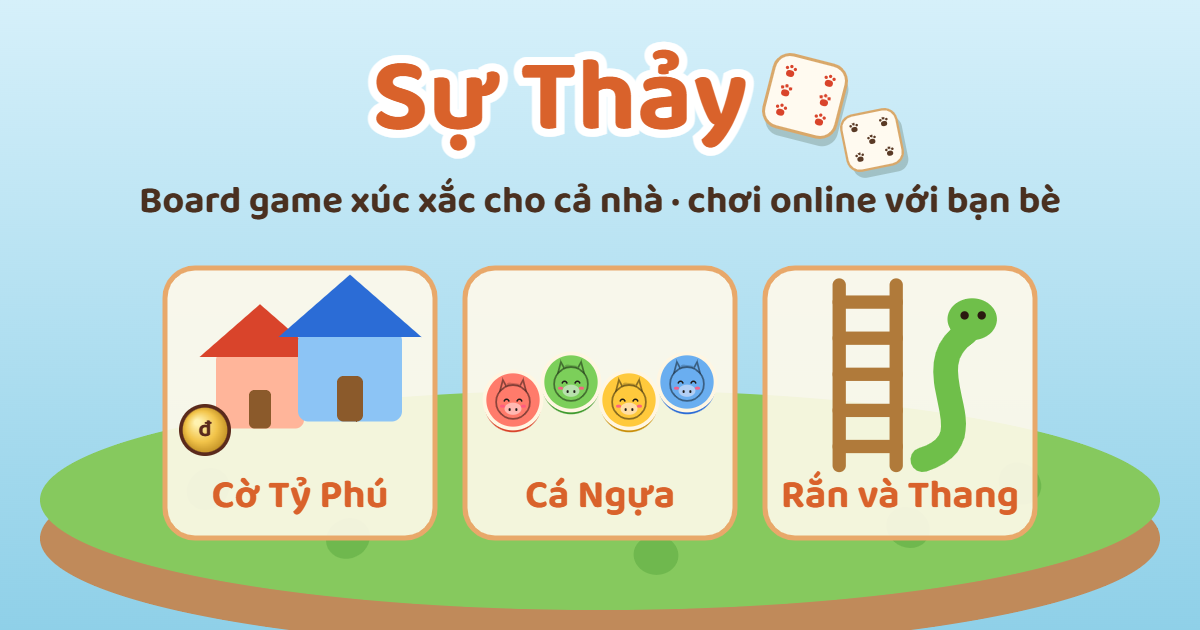 Sự Thảy
Board game xúc xắc cho cả nhà · chơi online với bạn bè
đ
Cờ Tỷ Phú
Cá Ngựa
Rắn và Thang